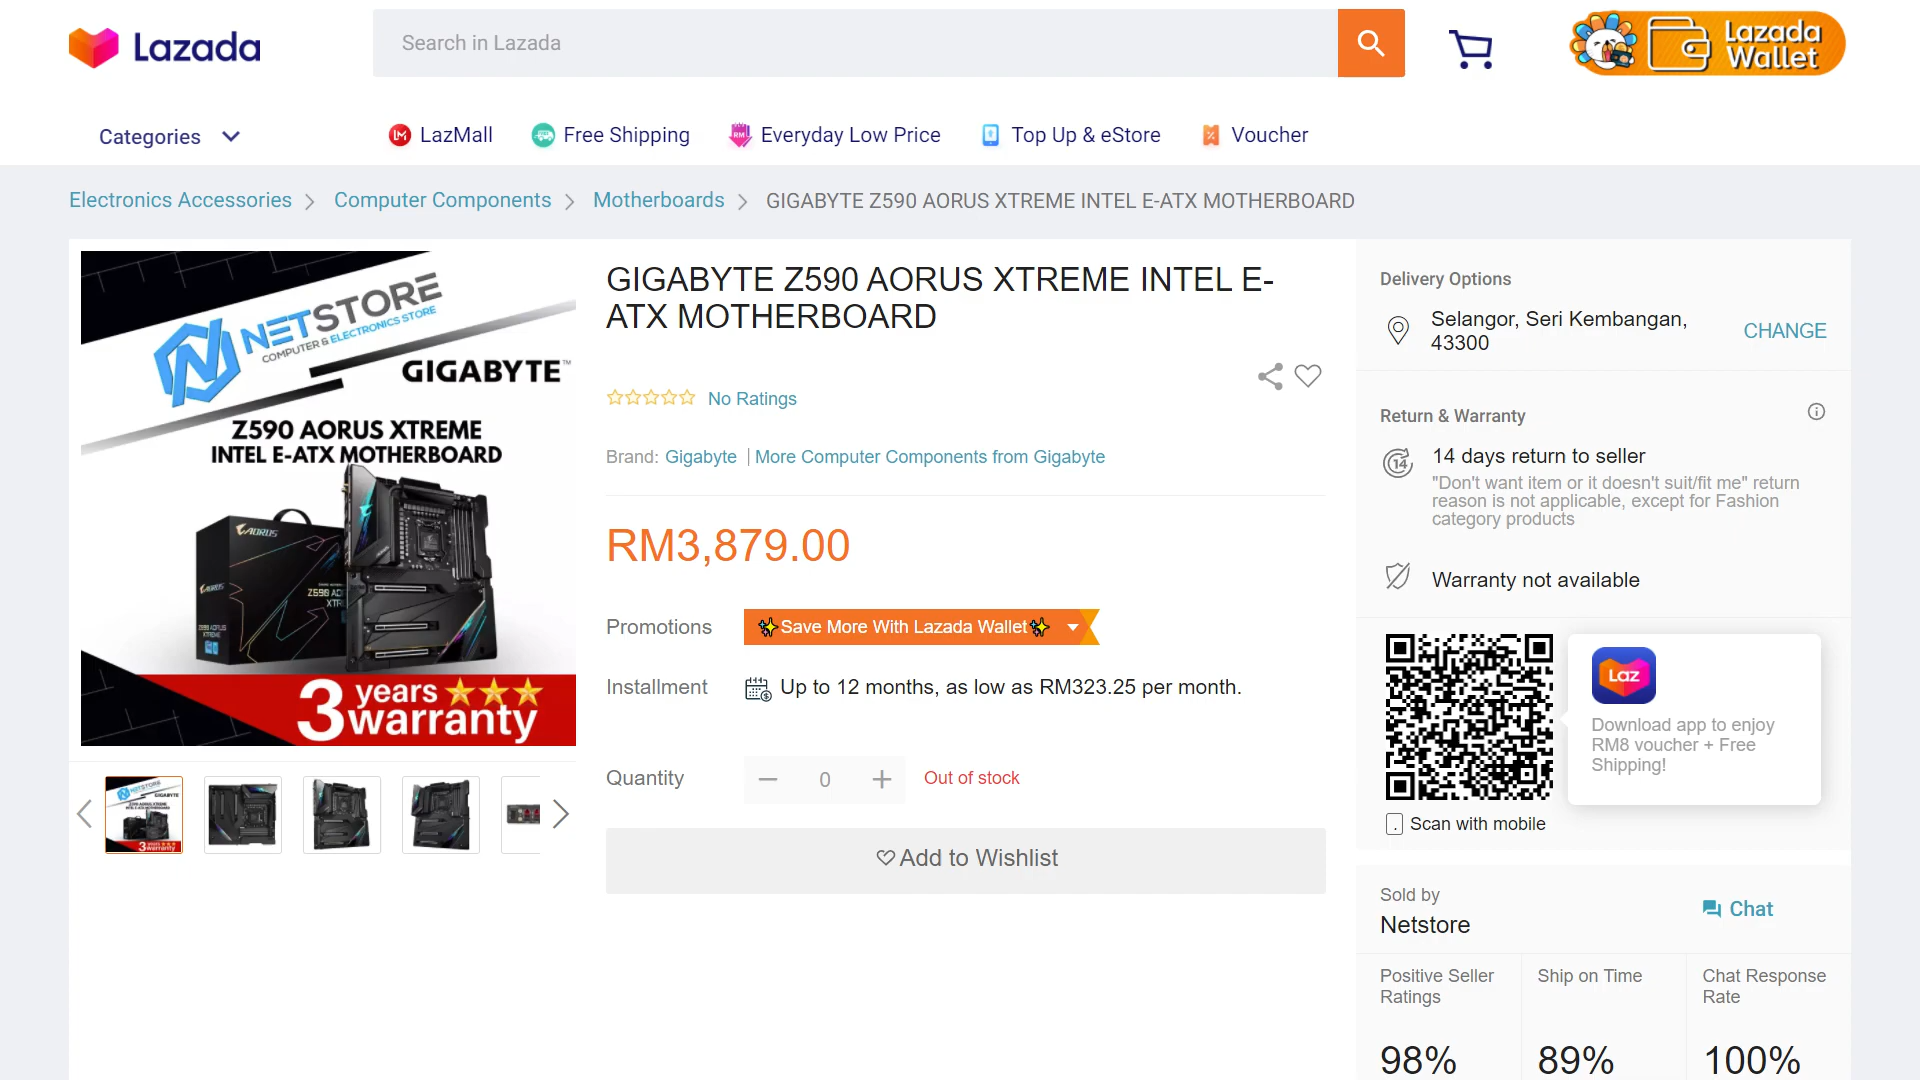 Lazada
Search in Lazada
Lazada
Wallet
Categories
LazMall
Free Shipping
Everyday Low Price
Top Up & eStore
Voucher
Electronics Accessories
Computer Components
Motherboards
GIGABYTE Z590 AORUS XTREME INTEL E-ATX MOTHERBOARD
NETSTORE
COMPUTER & ELECTRONICS STORE
GIGABYTE™
Z590 AORUS XTREME
INTEL E-ATX MOTHERBOARD
AORUS
3 years
warranty
GIGABYTE Z590 AORUS XTREME INTEL E-
ATX MOTHERBOARD
No Ratings
Brand: Gigabyte | More Computer Components from Gigabyte
RM3,879.00
Promotions
Save More With Lazada Wallet
Installment
Up to 12 months, as low as RM323.25 per month.
Quantity
0
Out of stock
Add to Wishlist
Delivery Options
Selangor, Seri Kembangan,
43300
CHANGE
Return & Warranty
14
14 days return to seller
"Don't want item or it doesn't suit/fit me" return
reason is not applicable, except for Fashion
category products
Warranty not available
Laz
Download app to enjoy
RM8 voucher + Free
Shipping!
Scan with mobile
Sold by
Netstore
Chat
Positive Seller
Ratings
Ship on Time
Chat Response
Rate
98%
89%
100%